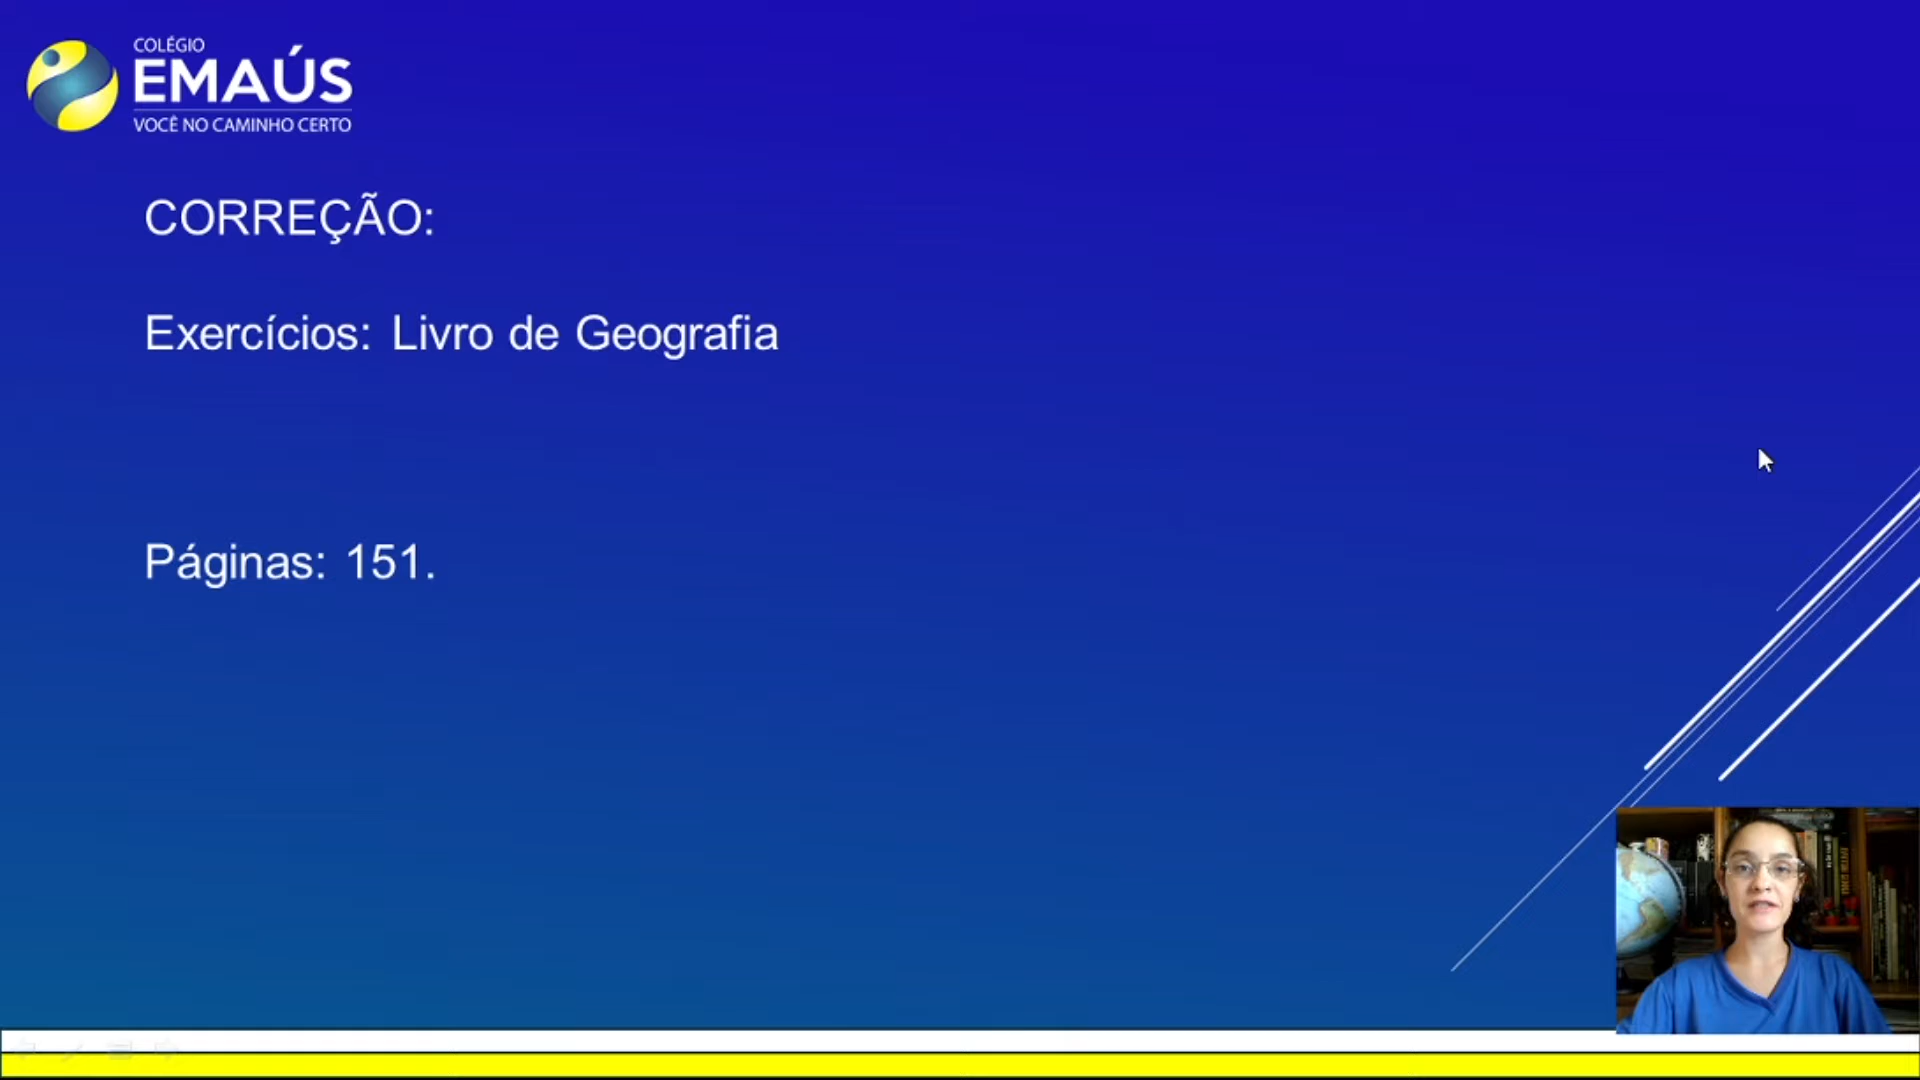 COLÉGIO
EMAÚS
VOCÊ NO CAMINHO CERTO
CORREÇÃO:
Exercícios: Livro de Geografia
Páginas: 151.